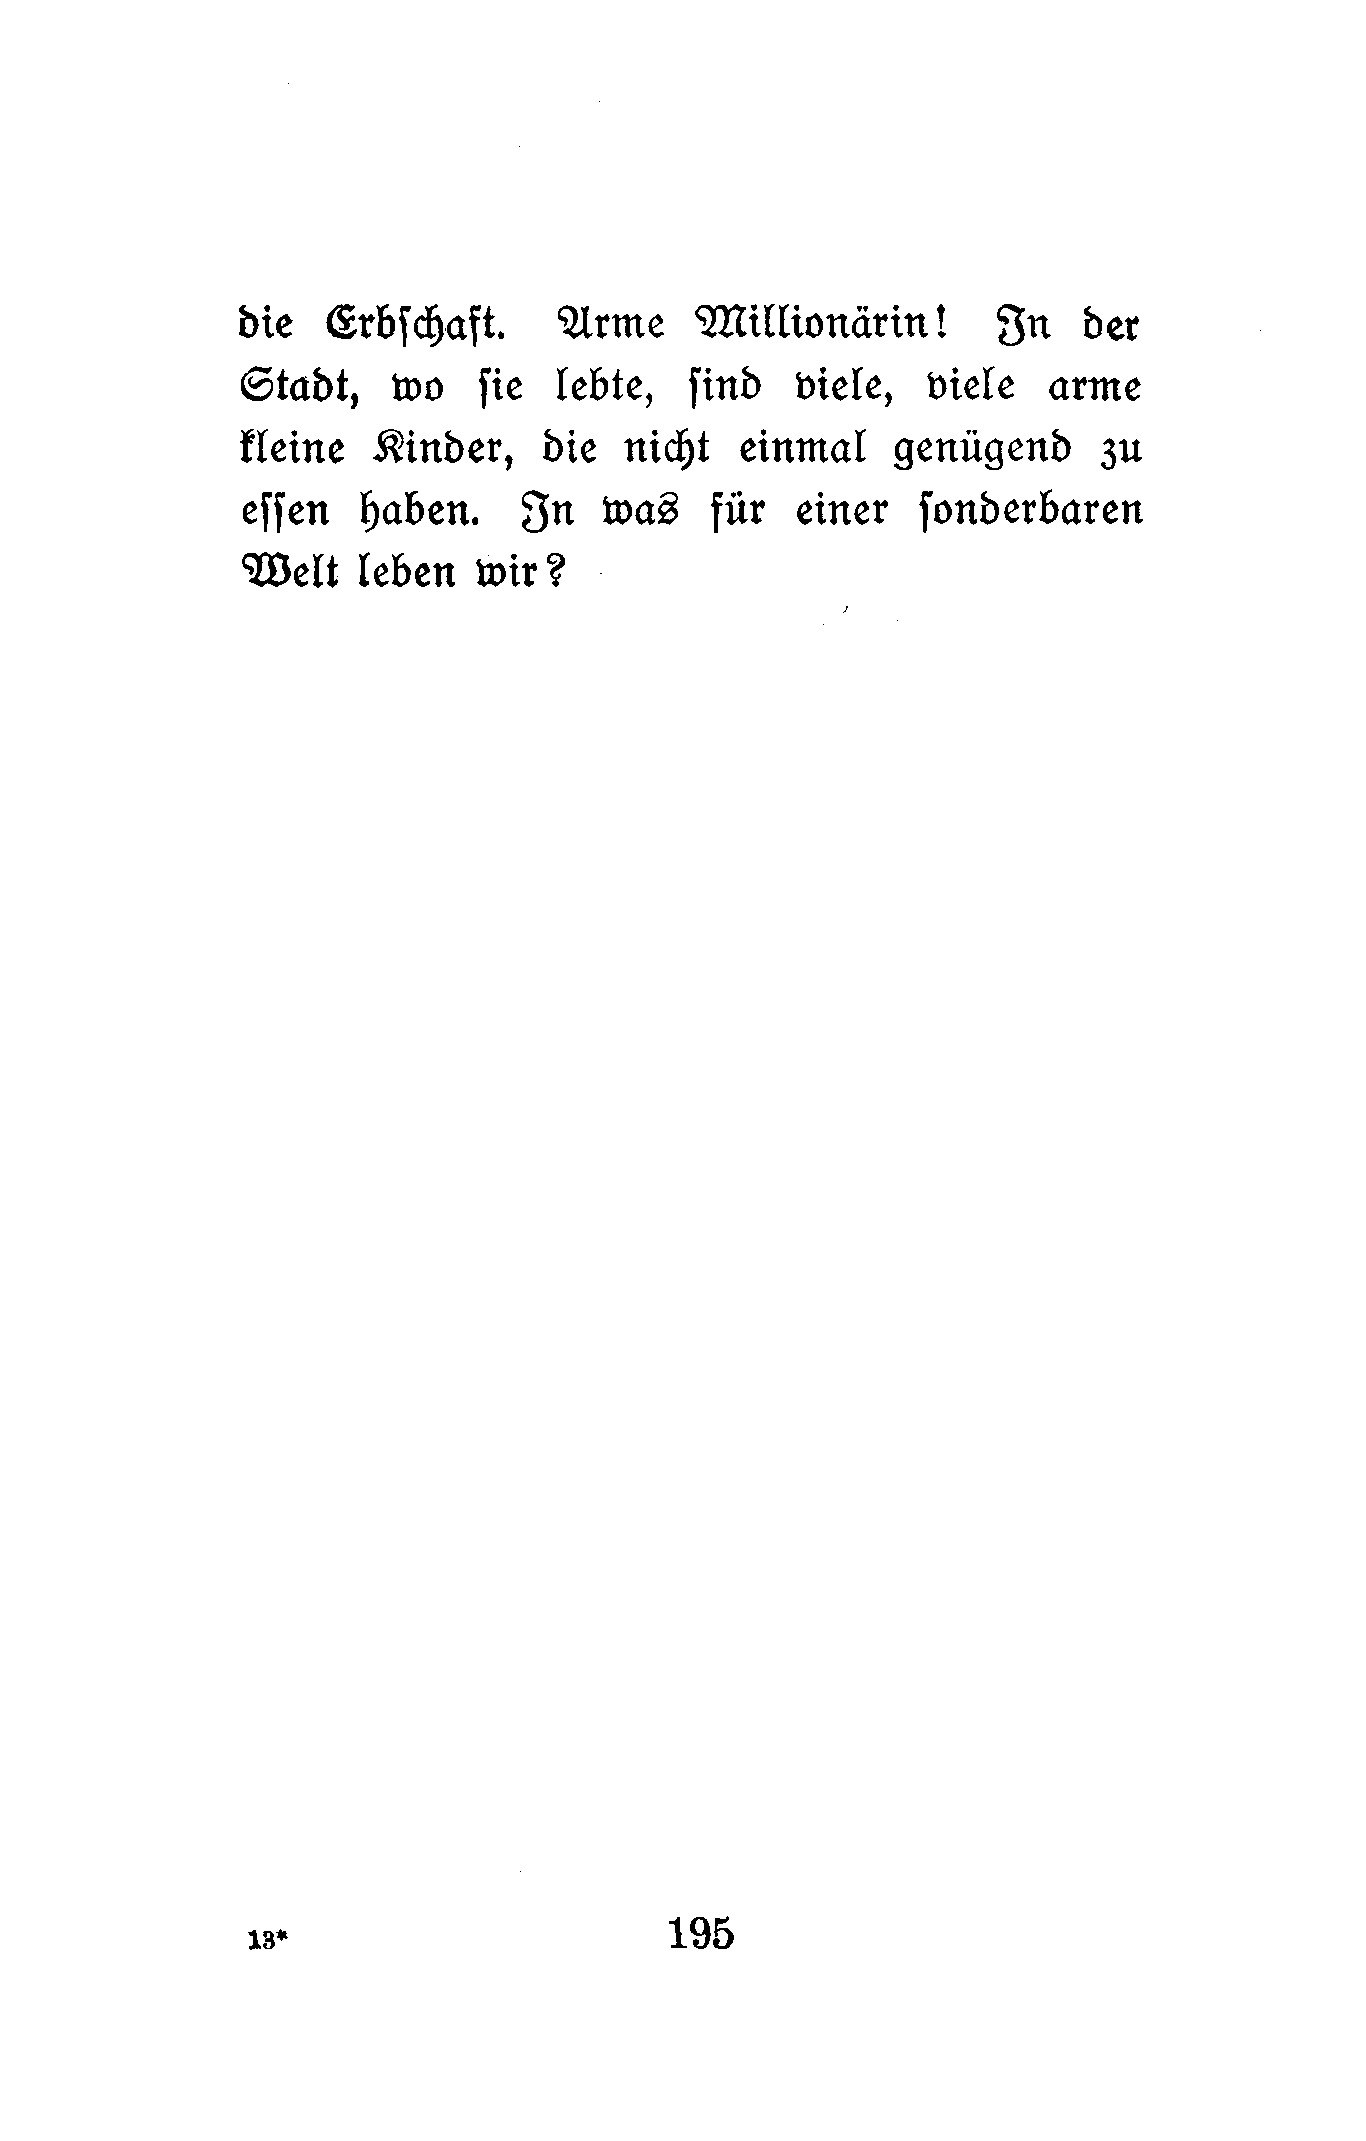 die Erbschaft. Arme Millionärin! In der
Stadt, wo sie lebte, sind viele, viele arme
kleine Kinder, die nicht einmal genügend zu
essen haben. In was für einer sonderbaren
Welt leben wir?
13*
195